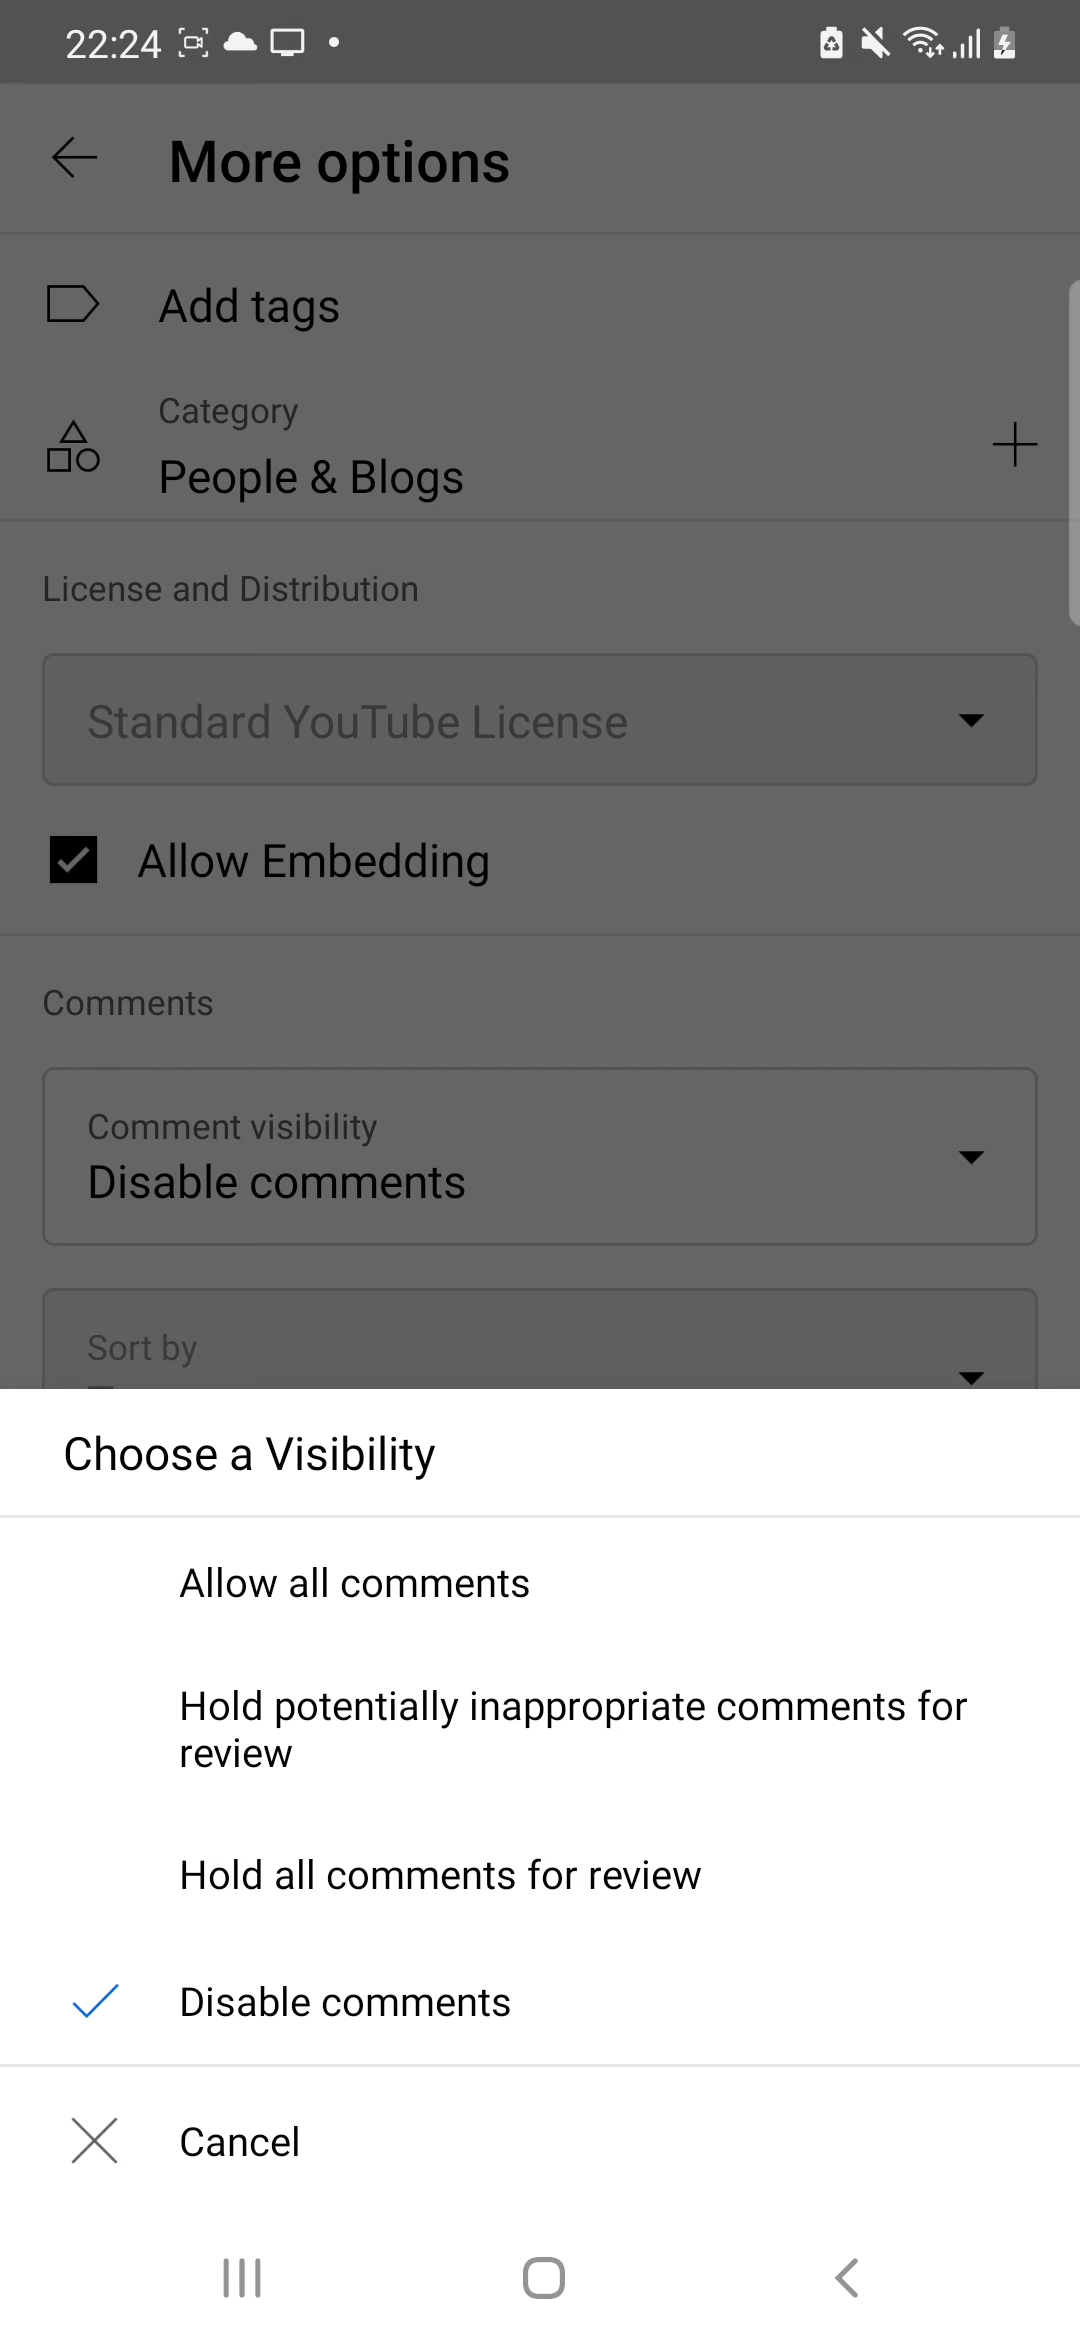 22:24
More options
Add tags
Category
People & Blogs
License and Distribution
Standard YouTube License
Allow Embedding
Comments
Comment visibility
Disable comments
Sort by
Choose a Visibility
Allow all comments
Hold potentially inappropriate comments for
review
Hold all comments for review
Disable comments
Cancel